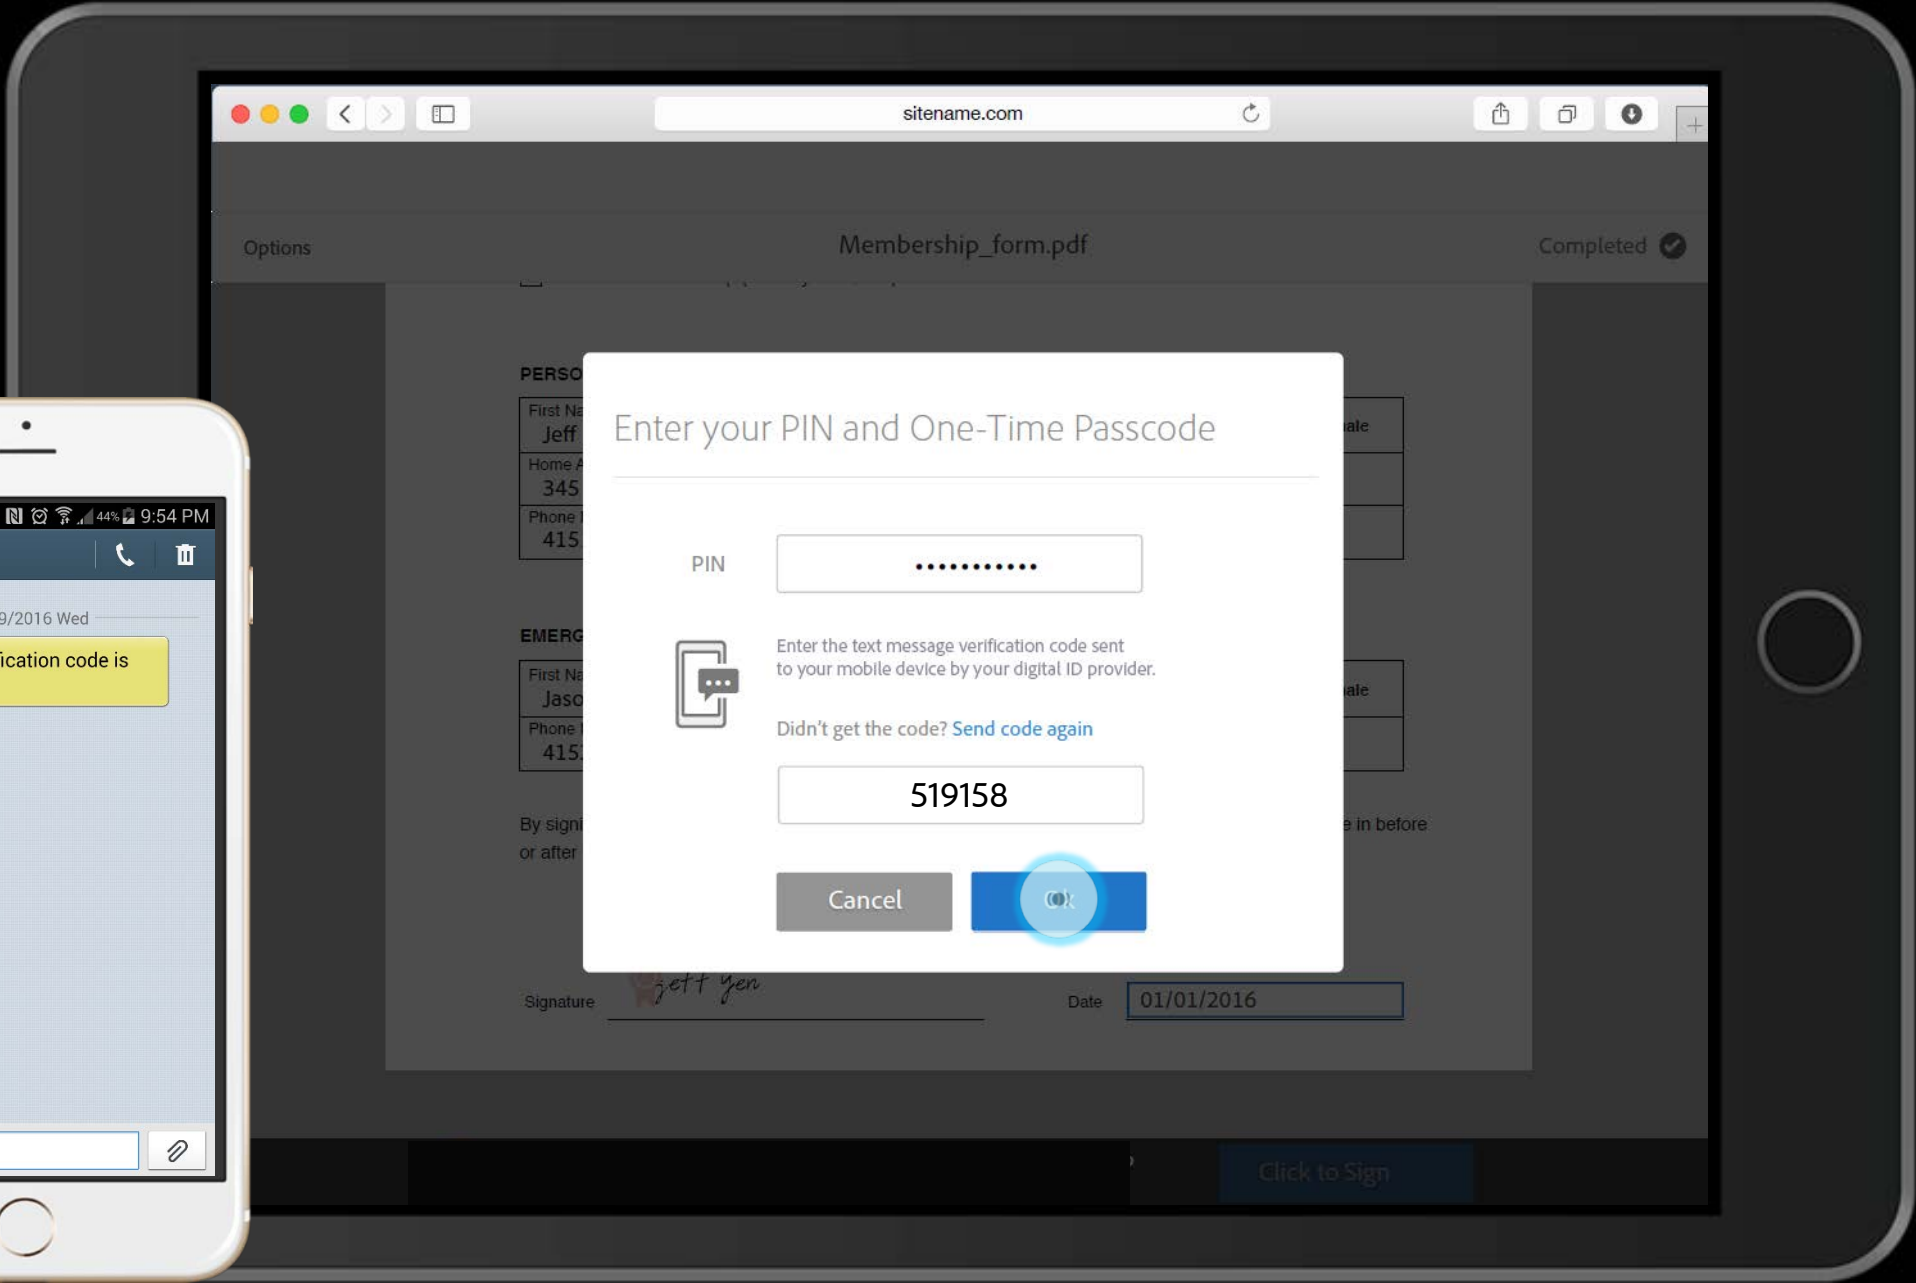 sitename.com
Options
Membership_form.pdf
Completed
PERSO
First Na
Jeff
ale
Home A
345
Phone
415
Enter your PIN and One-Time Passcode
PIN
•••••••••••
Enter the text message verification code sent
to your mobile device by your digital ID provider.
Didn't get the code? Send code again
519158
Cancel
Ok
EMERG
First Na
Jaso
ale
Phone
415
By signi
e in before
or after
Signature
Jeff Yen
Date
01/01/2016
Click to Sign
44%
9:54 PM
9/2016 Wed
ication code is